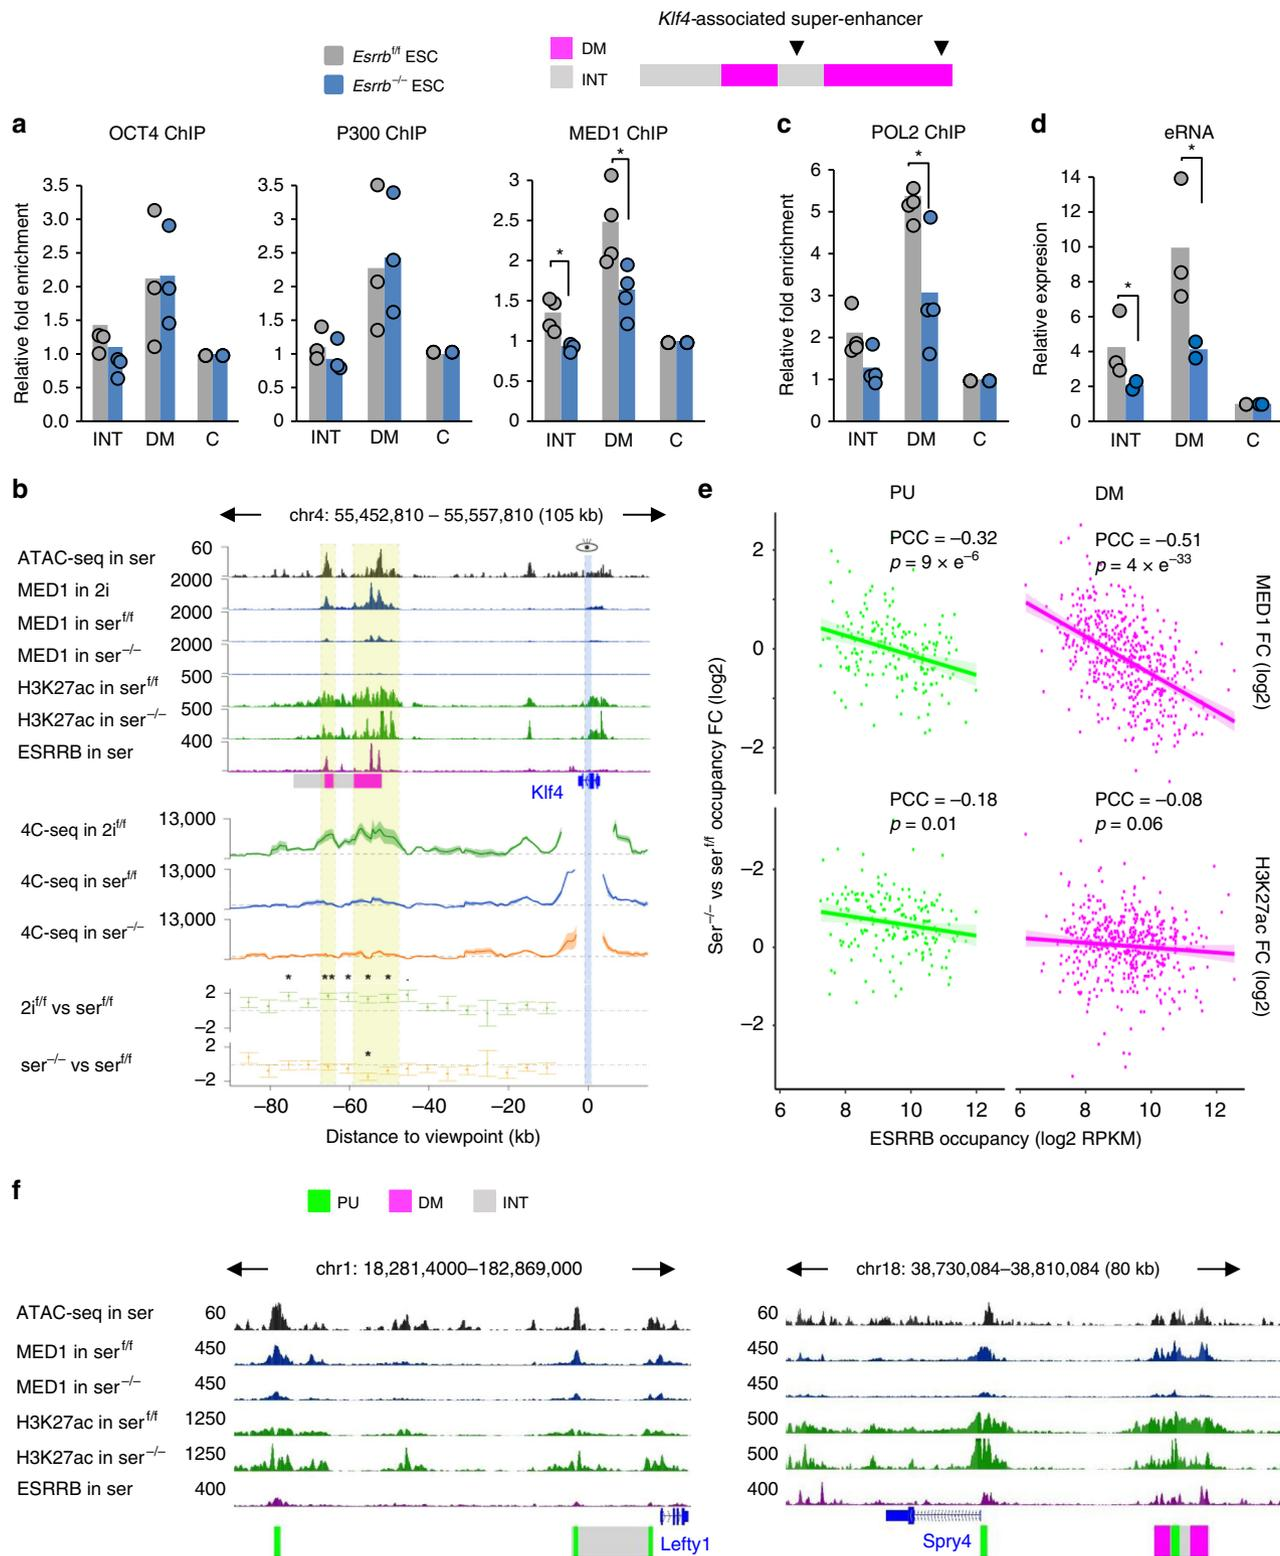 Klf4-associated super-enhancer
Esrrb f/f ESC
Esrrb −/− ESC
DM
INT
a
OCT4 ChIP
P300 ChIP
MED1 ChIP
c
POL2 ChIP
d
eRNA
Relative fold enrichment
3.5
3.0
2.5
2.0
1.5
1.0
0.5
0.0
INT DM C
3.5
3
2.5
2
1.5
1
0.5
0
INT DM C
3
2.5
2
1.5
1
0.5
0
*
*
INT DM C
Relative fold enrichment
6
5
4
3
2
1
0
*
INT DM C
Relative expresion
14
12
10
8
6
4
2
0
*
*
INT DM C
b
chr4: 55,452,810 – 55,557,810 (105 kb)
ATAC-seq in ser 60
MED1 in 2i 2000
MED1 in ser f/f 2000
MED1 in ser −/− 2000
H3K27ac in ser f/f 500
H3K27ac in ser −/− 500
ESRRB in ser 400
Klf4
4C-seq in 2i f/f 13,000
4C-seq in ser f/f 13,000
4C-seq in ser −/− 13,000
* ** * * * .
2i f/f vs ser f/f 2
−2
ser −/− vs ser f/f 2 *
−2
−80 −60 −40 −20 0
Distance to viewpoint (kb)
e
PU DM
PCC = −0.32
p = 9 × e−6
PCC = −0.51
p = 4 × e−33
2
0
−2
MED1 FC (log2)
PCC = −0.18
p = 0.01
PCC = −0.08
p = 0.06
−2
0
−2
H3K27ac FC (log2)
Ser −/− vs ser f/f occupancy FC (log2)
6 8 10 12 6 8 10 12
ESRRB occupancy (log2 RPKM)
f
PU DM INT
chr1: 18,281,4000–182,869,000
chr18: 38,730,084–38,810,084 (80 kb)
ATAC-seq in ser 60 60
MED1 in ser f/f 450 450
MED1 in ser −/− 450 450
H3K27ac in ser f/f 1250 500
H3K27ac in ser −/− 1250 500
ESRRB in ser 400 400
Lefty1
Spry4